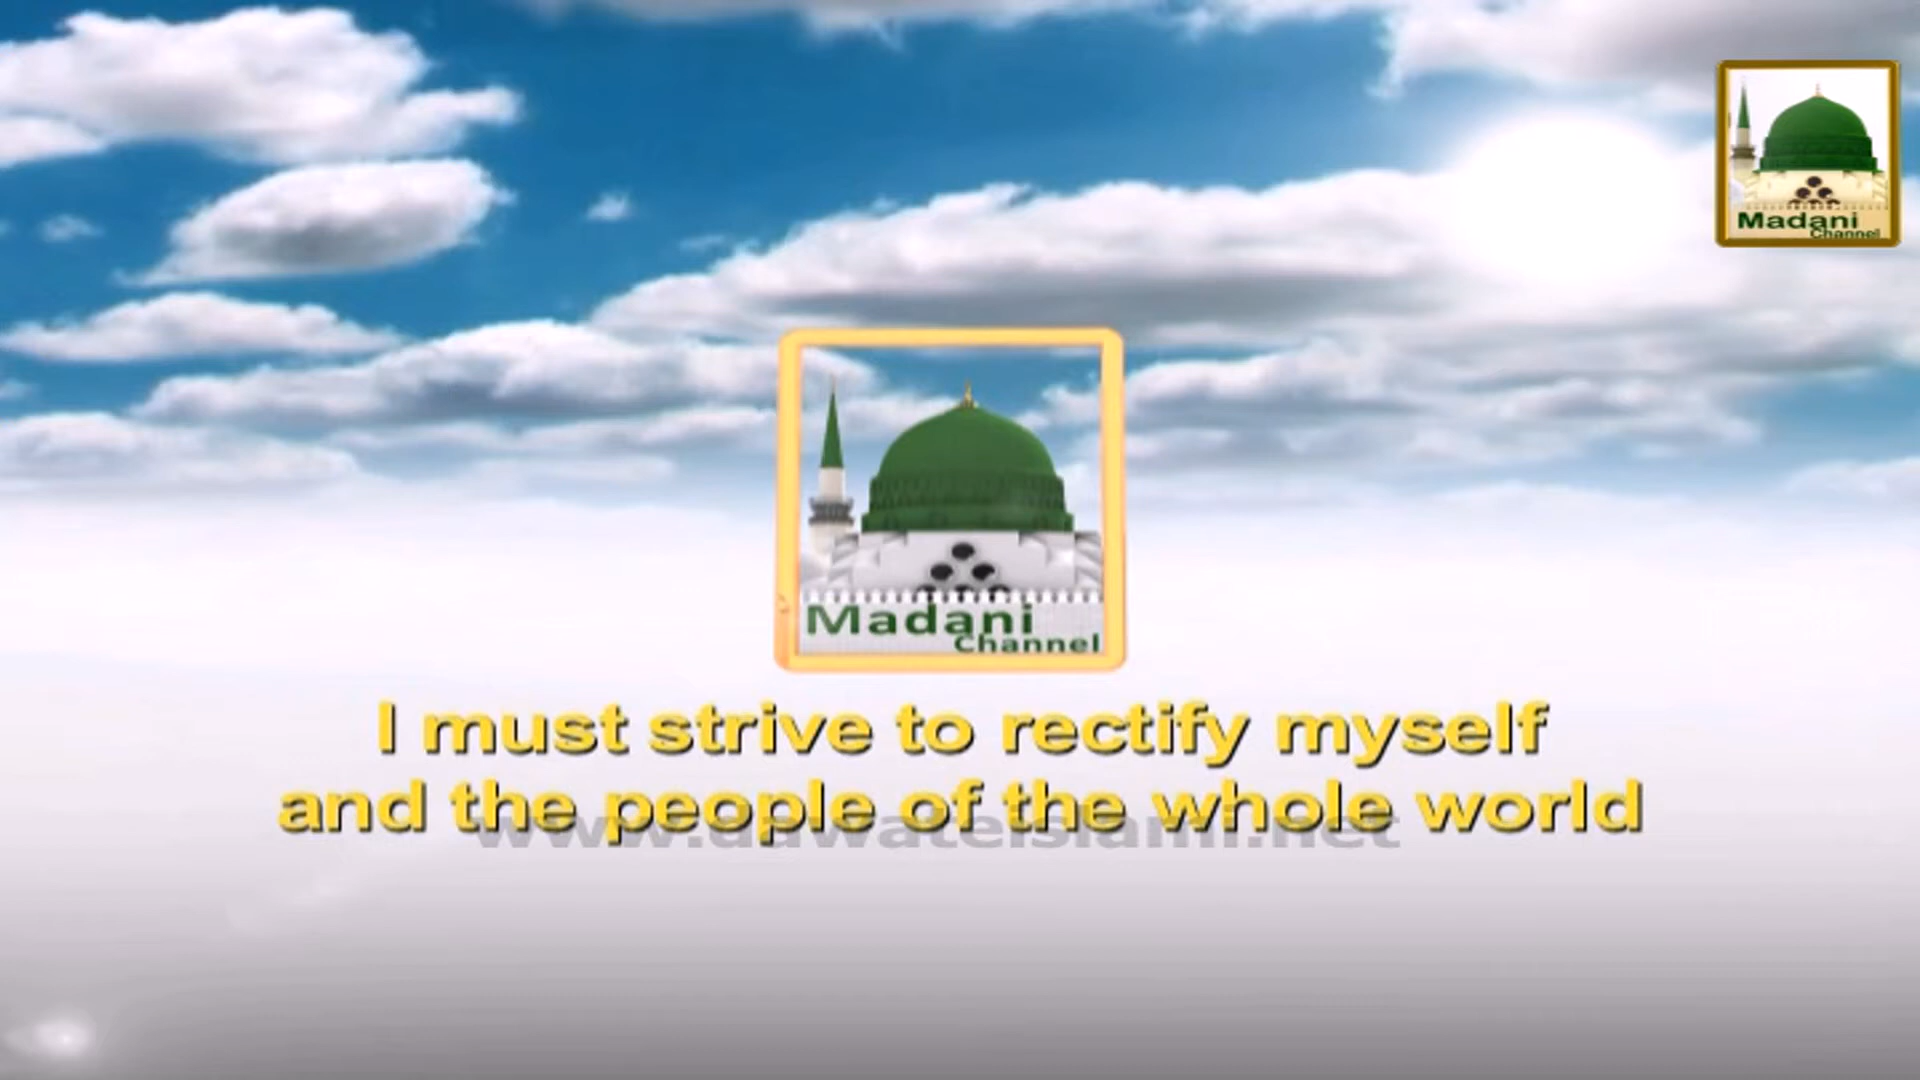 Madani
Channel
Madani
Channel
I must strive to rectify myself
and the people of the whole world
www.dawateislami.net